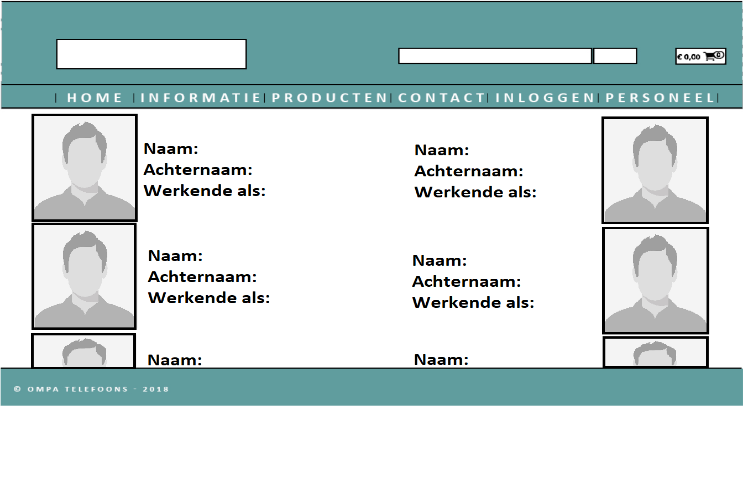 € 0,00 0
| HOME | INFORMATIE | PRODUCTEN | CONTACT | INLOGGEN | PERSONEEL |
Naam:
Achternaam:
Werkende als:
Naam:
Achternaam:
Werkende als:
Naam:
Achternaam:
Werkende als:
Naam:
Achternaam:
Werkende als:
Naam:
Naam:
© OMPA TELEFOONS - 2018